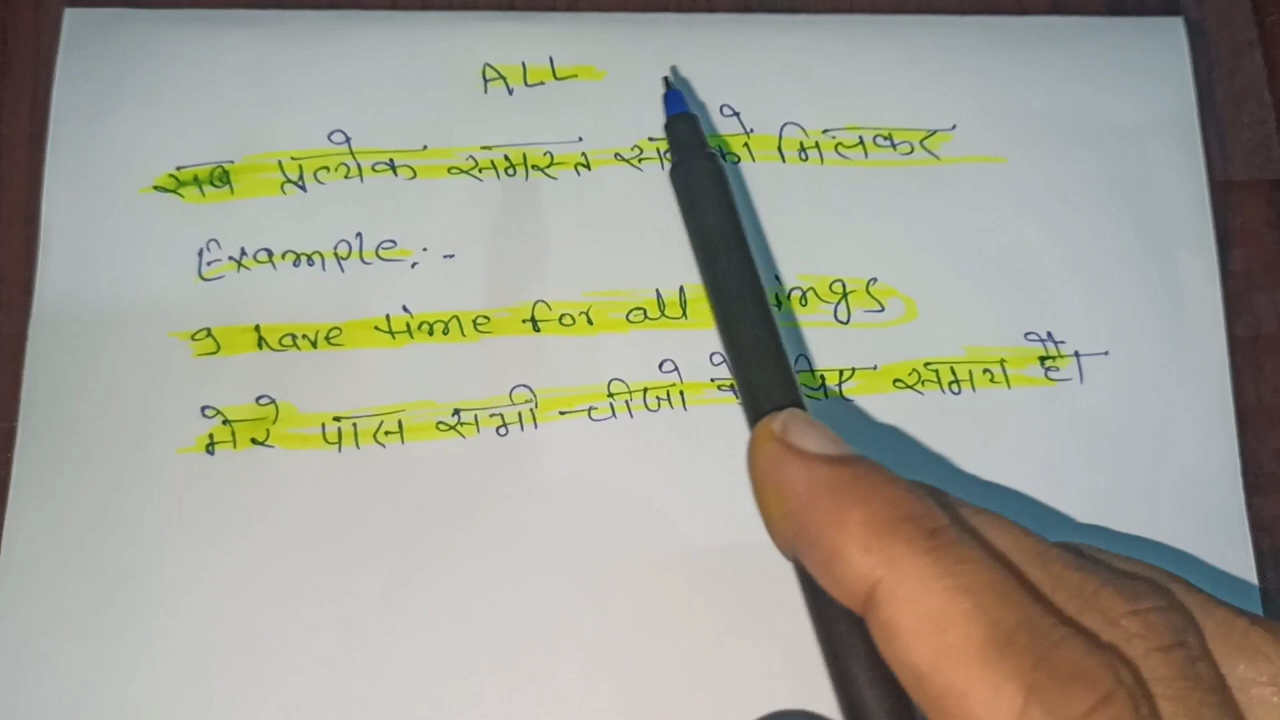 ALL
सब प्रत्येक समस्त को मिलकर
Example:-
I have time for all
मेरे पास सभी चीजो समय है।